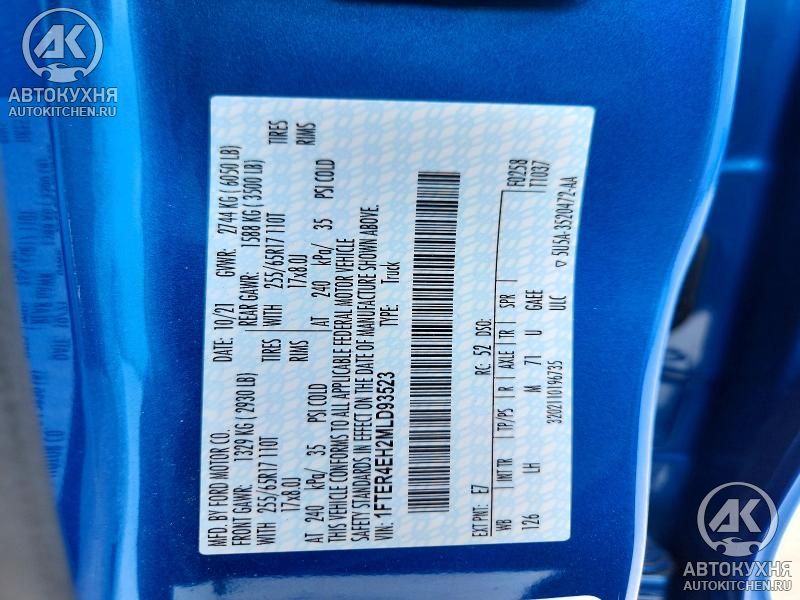 MFD. BY FORD MOTOR CO. DATE: 10/21 GVWR: 2744 KG ( 6050 LB)
FRONT GAWR: 1329 KG ( 2930 LB) REAR GAWR: 1588 KG ( 3500 LB)
WITH 255/65R17 110T TIRES WITH 255/65R17 110T TIRES
17x8.0J RIMS 17x8.0J RIMS
AT 240 kPa/ 35 PSI COLD AT 240 kPa/ 35 PSI COLD
THIS VEHICLE CONFORMS TO ALL APPLICABLE FEDERAL MOTOR VEHICLE
SAFETY STANDARDS IN EFFECT ON THE DATE OF MANUFACTURE SHOWN ABOVE.
VIN: 1FTER4EH2MLD93523 TYPE: Truck
F0258
EXT PNT: E7 RC: 52 DSO: T1037
WB INT TR TP/PS R AXLE TR SPR
126 LH M 71 U GAEE
3202110196735 ULC
▽ 5U5A-3520472-AA
АК
АВТОКУХНЯ
AUTOKITCHEN.RU
АК
АВТОКУХНЯ
AUTOKITCHEN.RU